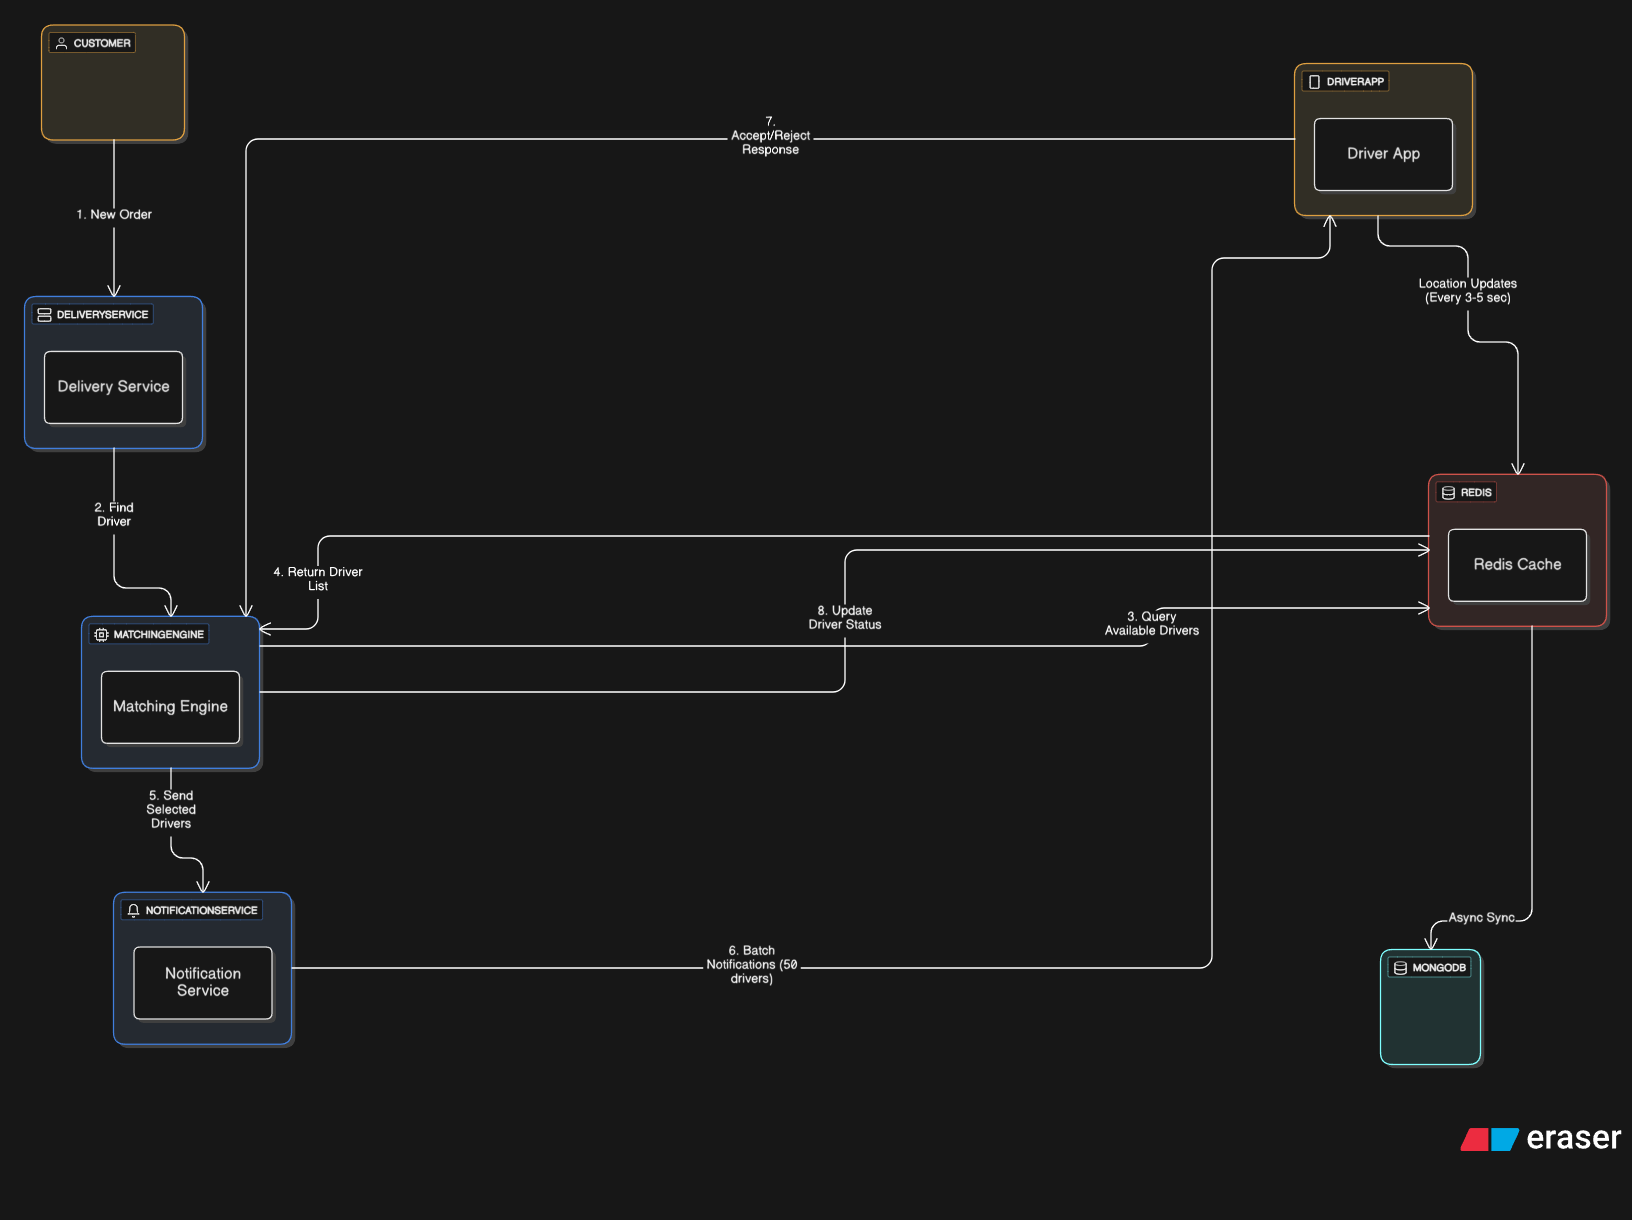 CUSTOMER
DRIVERAPP
Driver App
7.
Accept/Reject
Response
1. New Order
Location Updates
(Every 3-5 sec)
DELIVERYSERVICE
Delivery Service
2. Find
Driver
REDIS
Redis Cache
4. Return Driver
List
8. Update
Driver Status
3. Query
Available Drivers
MATCHINGENGINE
Matching Engine
5. Send
Selected
Drivers
NOTIFICATIONSERVICE
Notification
Service
6. Batch
Notifications (50
drivers)
Async Sync
MONGODB
eraser